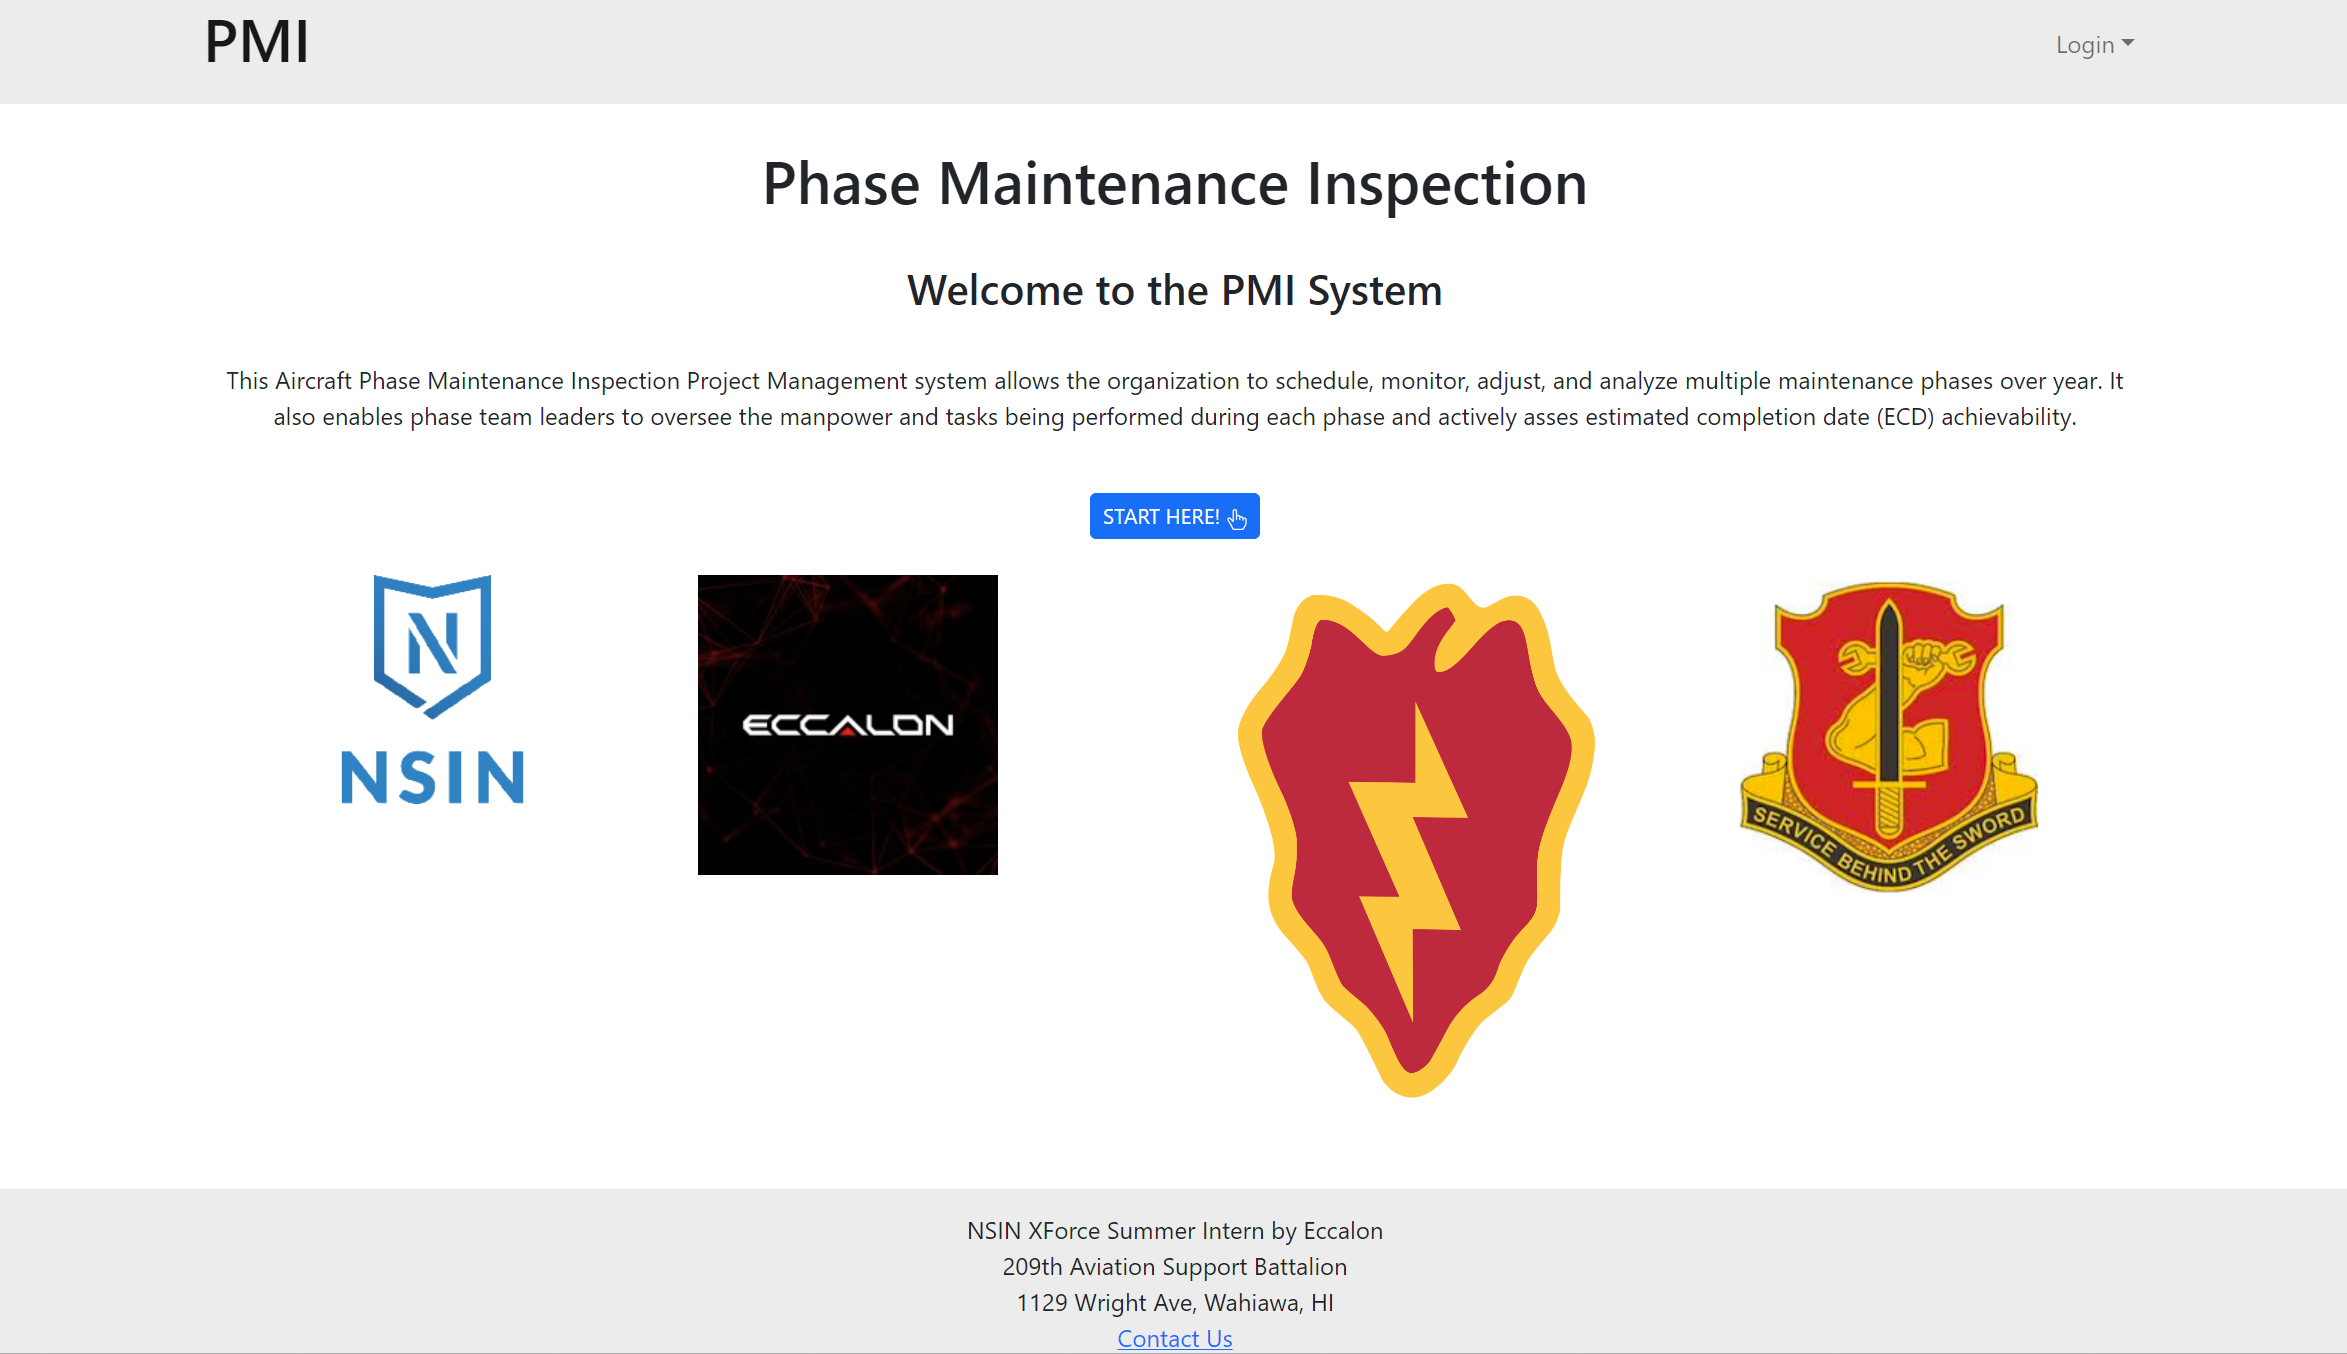 PMI
Login
Phase Maintenance Inspection
Welcome to the PMI System
This Aircraft Phase Maintenance Inspection Project Management system allows the organization to schedule, monitor, adjust, and analyze multiple maintenance phases over year. It
also enables phase team leaders to oversee the manpower and tasks being performed during each phase and actively asses estimated completion date (ECD) achievability.
START HERE!
N
NSIN
ECCALON
SERVICE BEHIND THE SWORD
NSIN XForce Summer Intern by Eccalon
209th Aviation Support Battalion
1129 Wright Ave, Wahiawa, HI
Contact Us